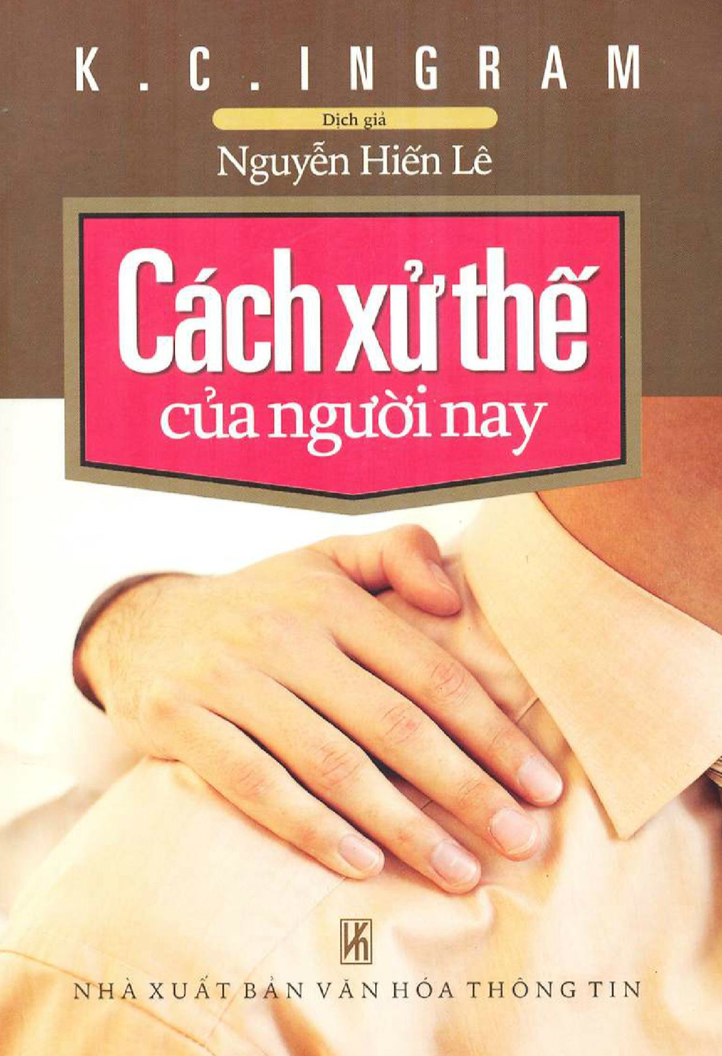 K.C.INGRAM
Dịch giả
Nguyễn Hiến Lê
Cách xử thế
của người nay
NHÀ XUẤT BẢN VĂN HÓA THÔNG TIN